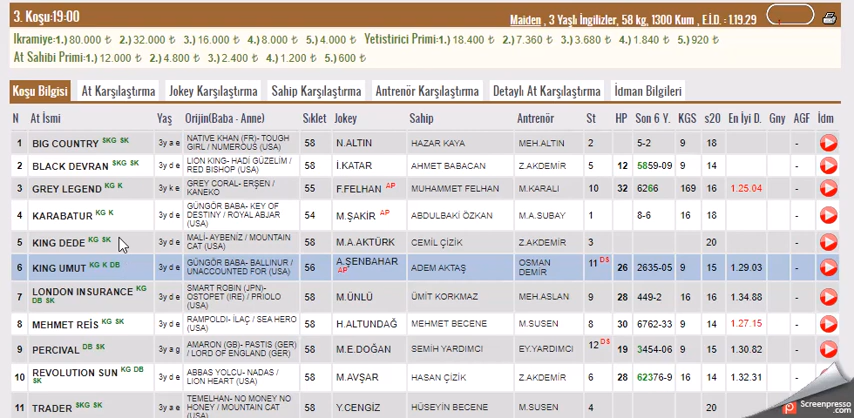 3. Koşu:19:00
Maiden , 3 Yaşlı İngilizler, 58 kg, 1300 Kum , E.İ.D. : 1.19.29
İkramiye:1.) 80.000 ₺ 2.) 32.000 ₺ 3.) 16.000 ₺ 4.) 8.000 ₺ 5.) 4.000 ₺ Yetistirici Primi:1.) 18.400 ₺ 2.) 7.360 ₺ 3.) 3.680 ₺ 4.) 1.840 ₺ 5.) 920 ₺
At Sahibi Primi:1.) 12.000 ₺ 2.) 4.800 ₺ 3.) 2.400 ₺ 4.) 1.200 ₺ 5.) 600 ₺
Koşu Bilgisi At Karşılaştırma Jokey Karşılaştırma Sahip Karşılaştırma Antrenör Karşılaştırma Detaylı At Karşılaştırma İdman Bilgileri
N At İsmi Yaş Orijin(Baba - Anne) Sıklet Jokey Sahip Antrenör St HP Son 6 Y. KGS s20 En İyi D. Gny AGF İdm
1 BIG COUNTRY SKG SK 3y a e NATIVE KHAN (FR)- TOUGH GIRL / NUMEROUS (USA) 58 N.ALTIN HAZAR KAYA MEH.ALTIN 2 5-2 9 18 -
2 BLACK DEVRAN SKG SK 3y d e LION KING- HADİ GÜZELİM / RED BISHOP (USA) 58 İ.KATAR AHMET BABACAN Z.AKDEMİR 5 12 5859-09 9 14 -
3 GREY LEGEND KG K 3y k e GREY CORAL- ERŞEN / KANEKO 55 F.FELHAN AP MUHAMMET FELHAN M.KARALI 10 32 6266 169 16 1.25.04 -
4 KARABATUR KG K 3y d e GÜNGÖR BABA- KEY OF DESTINY / ROYAL ABJAR (USA) 54 M.ŞAKİR AP ABDULBAKİ ÖZKAN M.A.SUBAY 1 8-6 16 18 -
5 KING DEDE KG SK 3y d e MALİ- AYBENİZ / MOUNTAIN CAT (USA) 58 M.A.AKTÜRK CEMİL ÇİZİK Z.AKDEMİR 3 20 -
6 KING UMUT KG K DB 3y d e GÜNGÖR BABA- BALLINUR / UNACCOUNTED FOR (USA) 56 A.ŞENBAHAR AP ADEM AKTAŞ OSMAN DEMİR 11 DS 26 2635-05 9 15 1.29.03 -
7 LONDON INSURANCE KG DB SK 3y d e SMART ROBIN (JPN)- OSTOPET (IRE) / PRIOLO (USA) 58 M.ÜNLÜ ÜMİT KORKMAZ MEH.ASLAN 9 28 449-2 16 16 1.34.88 -
8 MEHMET REİS KG SK 3y d e RAMPOLDI- İLAÇ / SEA HERO (USA) 58 H.ALTUNDAĞ MEHMET BECENE M.SUSEN 8 30 6762-33 9 14 1.27.15 -
9 PERCIVAL DB SK 3y a g AMARON (GB)- PASTIS (GER) / LORD OF ENGLAND (GER) 58 M.E.DOĞAN SEMİH YARDIMCI EY.YARDIMCI 12 DS 19 3454-06 9 15 1.30.82 -
10 REVOLUTION SUN KG DB SK 3y d e ABBAS YOLCU- NADAS / LION HEART (USA) 58 M.AVŞAR HASAN ÇİZİK Z.AKDEMİR 6 28 62376-9 16 14 1.32.31 -
11 TRADER SKG SK 3y d e TEMELHAN- NO MONEY NO HONEY / MOUNTAIN CAT (USA) 58 Y.CENGİZ HÜSEYİN BECENE M.SUSEN 4 20 -
Screenpresso
.com